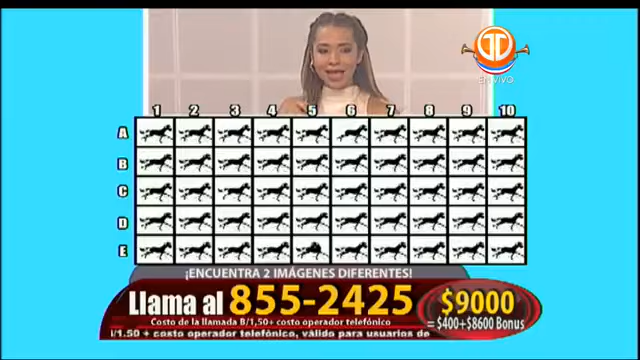 EN VIVO
1 2 3 4 5 6 7 8 9 10
A
B
C
D
E
¡ENCUENTRA 2 IMÁGENES DIFERENTES!
Llama al 855-2425
$9000
= $400+$8600 Bonus
Costo de la llamada B/1,50+ costo operador telefónico
/1,50 + costo operador telefónico, válido para usuarios de